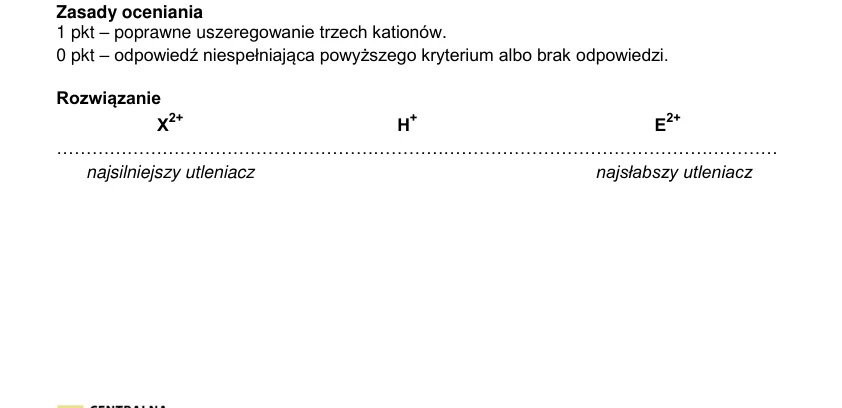 Zasady oceniania
1 pkt – poprawne uszeregowanie trzech kationów.
0 pkt – odpowiedź niespełniająca powyższego kryterium albo brak odpowiedzi.
Rozwiązanie
X²⁺ H⁺ E²⁺
najsilniejszy utleniacz najsłabszy utleniacz